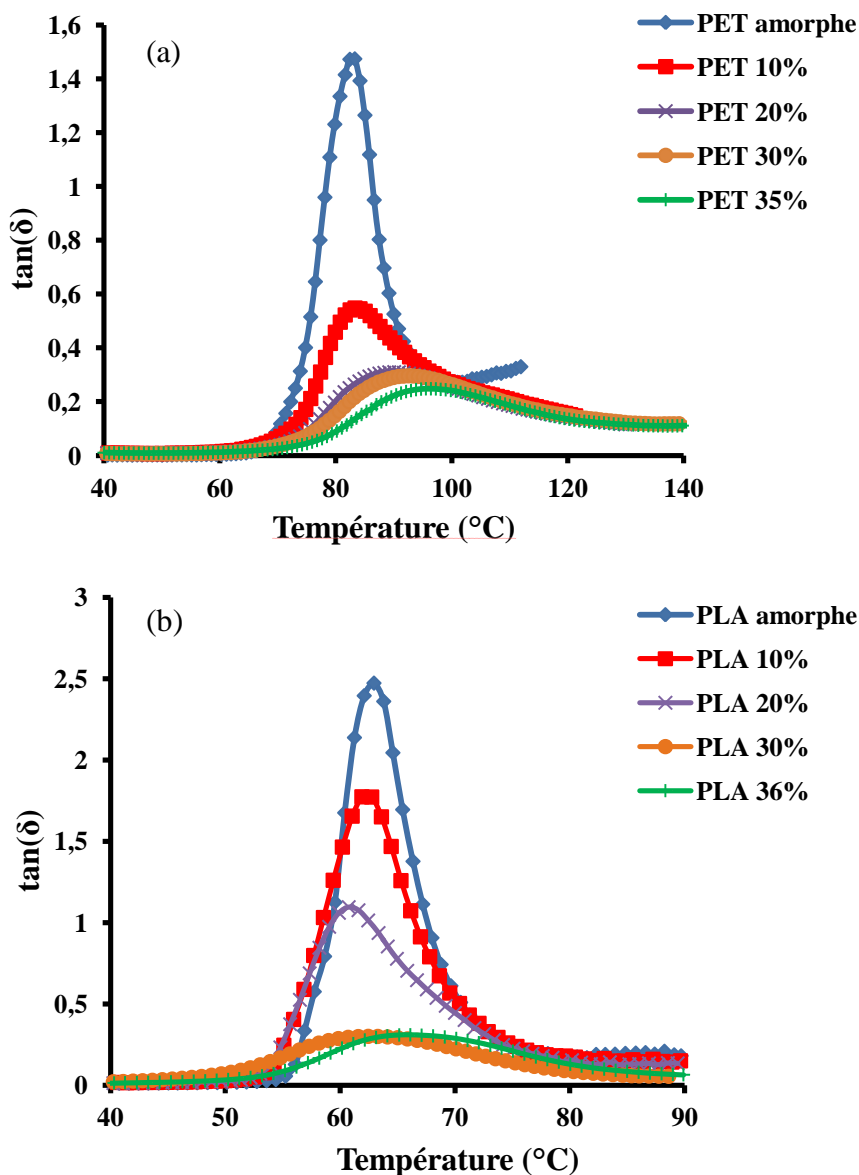 (a)
tan(δ)
1,6
1,4
1,2
1
0,8
0,6
0,4
0,2
0
40 60 80 100 120 140
Température (°C)
PET amorphe
PET 10%
PET 20%
PET 30%
PET 35%
(b)
tan(δ)
3
2,5
2
1,5
1
0,5
0
40 50 60 70 80 90
Température (°C)
PLA amorphe
PLA 10%
PLA 20%
PLA 30%
PLA 36%